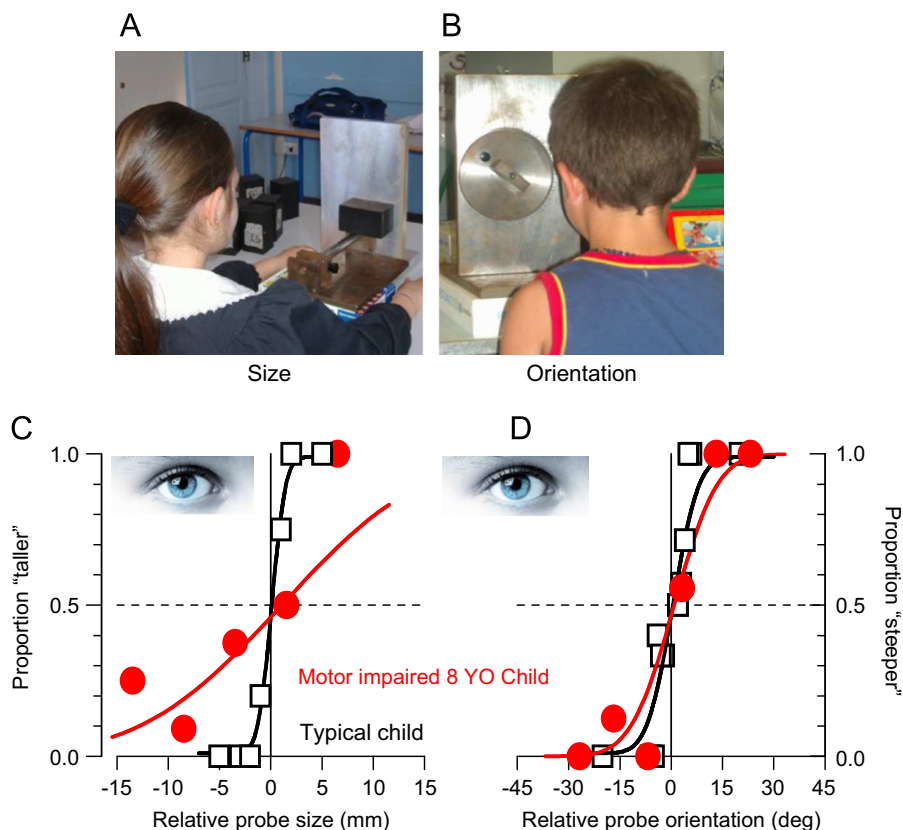 A
B
Size
Orientation
C
D
1.0
0.5
0.0
Proportion “taller”
Motor impaired 8 YO Child
Typical child
-15
-10
-5
0
5
10
15
Relative probe size (mm)
1.0
0.5
0.0
Proportion “steeper”
-45
-30
-15
0
15
30
45
Relative probe orientation (deg)